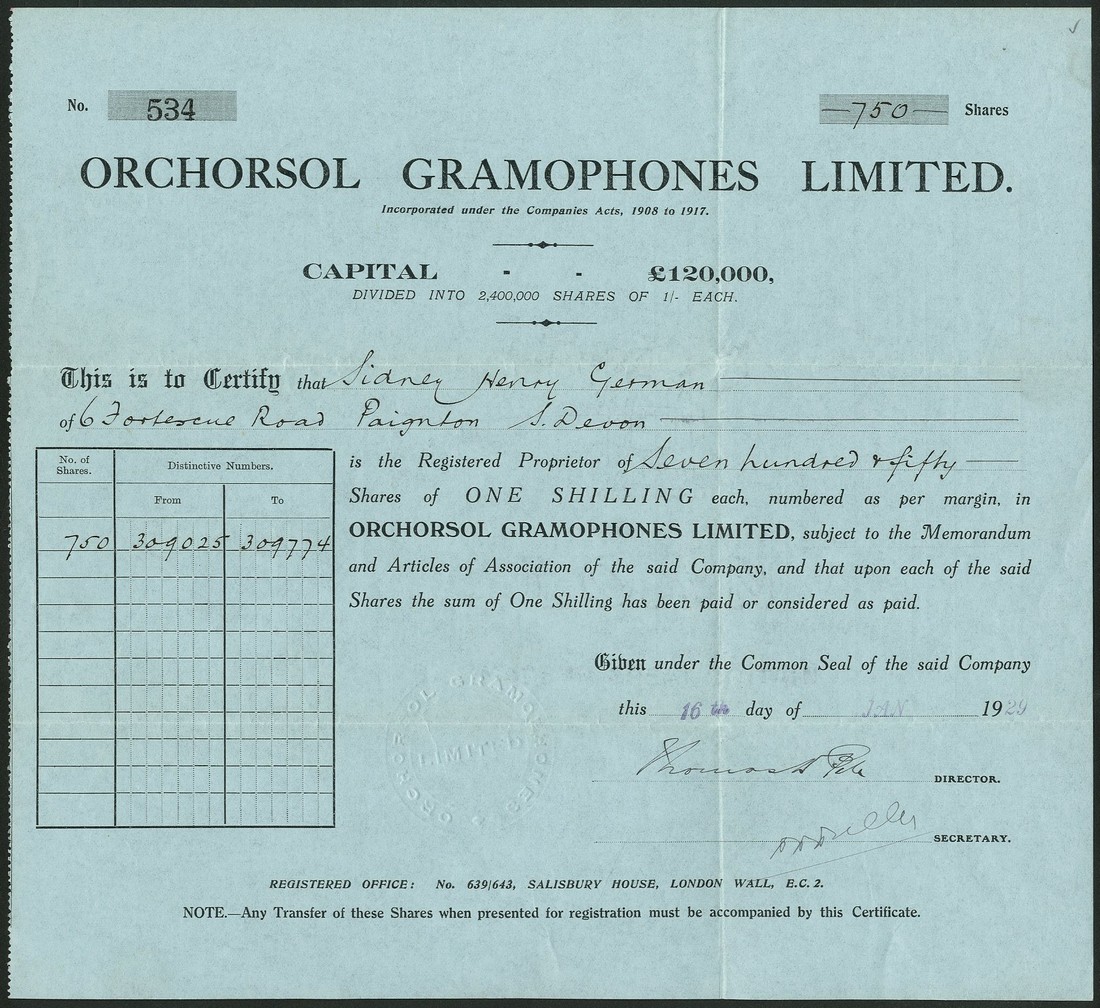 No. 534 —750— Shares
ORCHORSOL GRAMOPHONES LIMITED.
Incorporated under the Companies Acts, 1908 to 1917.
CAPITAL - - £120,000,
DIVIDED INTO 2,400,000 SHARES OF 1/- EACH.
This is to Certify that Sidney Henry German
of 6 Fortescue Road Paignton S. Devon
No. of Shares. Distinctive Numbers.
From To
750 309025 309774
is the Registered Proprietor of Seven hundred & fifty
Shares of ONE SHILLING each, numbered as per margin, in
ORCHORSOL GRAMOPHONES LIMITED, subject to the Memorandum
and Articles of Association of the said Company, and that upon each of the said
Shares the sum of One Shilling has been paid or considered as paid.
Given under the Common Seal of the said Company
this 16th day of JAN 1929
ORCHORSOL GRAMOPHONES
LIMITED
Thomas DIRECTOR.
SECRETARY.
REGISTERED OFFICE: No. 639/643, SALISBURY HOUSE, LONDON WALL, E.C. 2.
NOTE.—Any Transfer of these Shares when presented for registration must be accompanied by this Certificate.